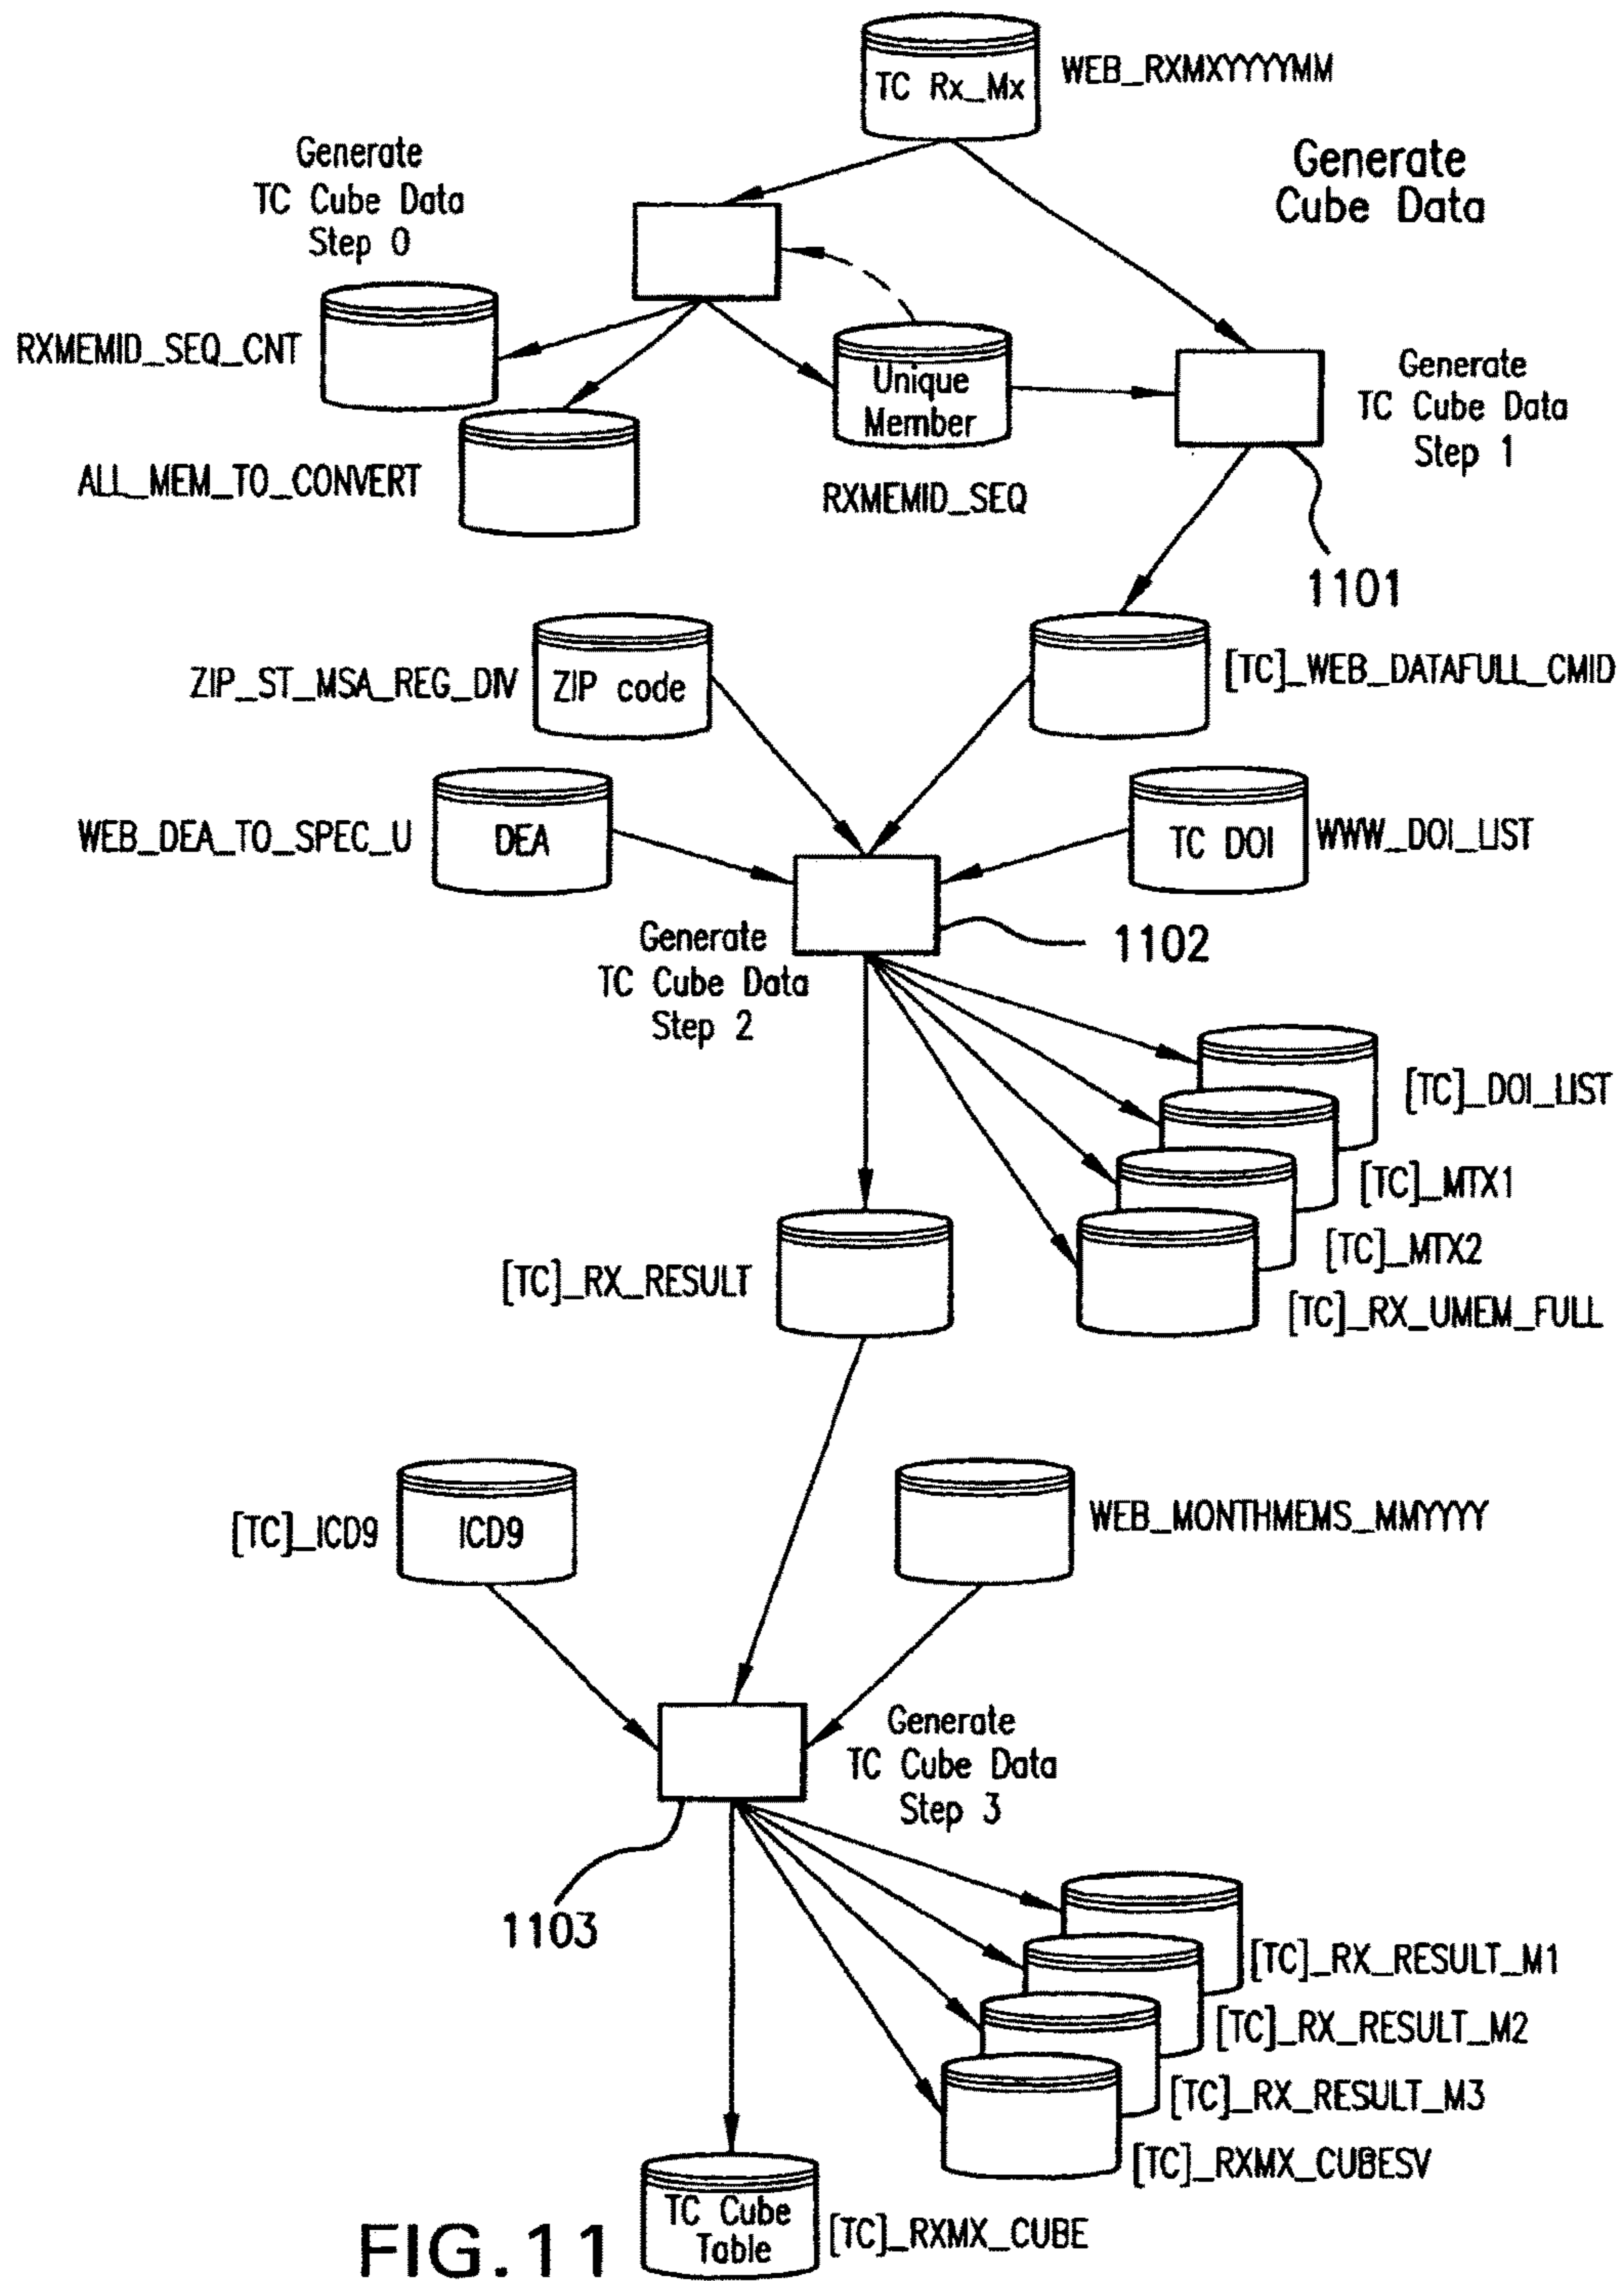 TC Rx_Mx
WEB_RXMXYYYYMM
Generate
TC Cube Data
Step 0
Generate
Cube Data
RXMEMID_SEQ_CNT
Unique
Member
Generate
TC Cube Data
Step 1
ALL_MEM_TO_CONVERT
RXMEMID_SEQ
1101
ZIP_ST_MSA_REG_DIV
ZIP code
[TC]_WEB_DATAFULL_CMID
WEB_DEA_TO_SPEC_U
DEA
TC DOI
WWW_DOI_LIST
Generate
TC Cube Data
Step 2
1102
[TC]_DOI_LIST
[TC]_MTX1
[TC]_MTX2
[TC]_RX_UMEM_FULL
[TC]_RX_RESULT
[TC]_ICD9
ICD9
WEB_MONTHMEMS_MMYYYY
Generate
TC Cube Data
Step 3
1103
[TC]_RX_RESULT_M1
[TC]_RX_RESULT_M2
[TC]_RX_RESULT_M3
[TC]_RXMX_CUBESV
TC Cube
Table
[TC]_RXMX_CUBE
FIG.11